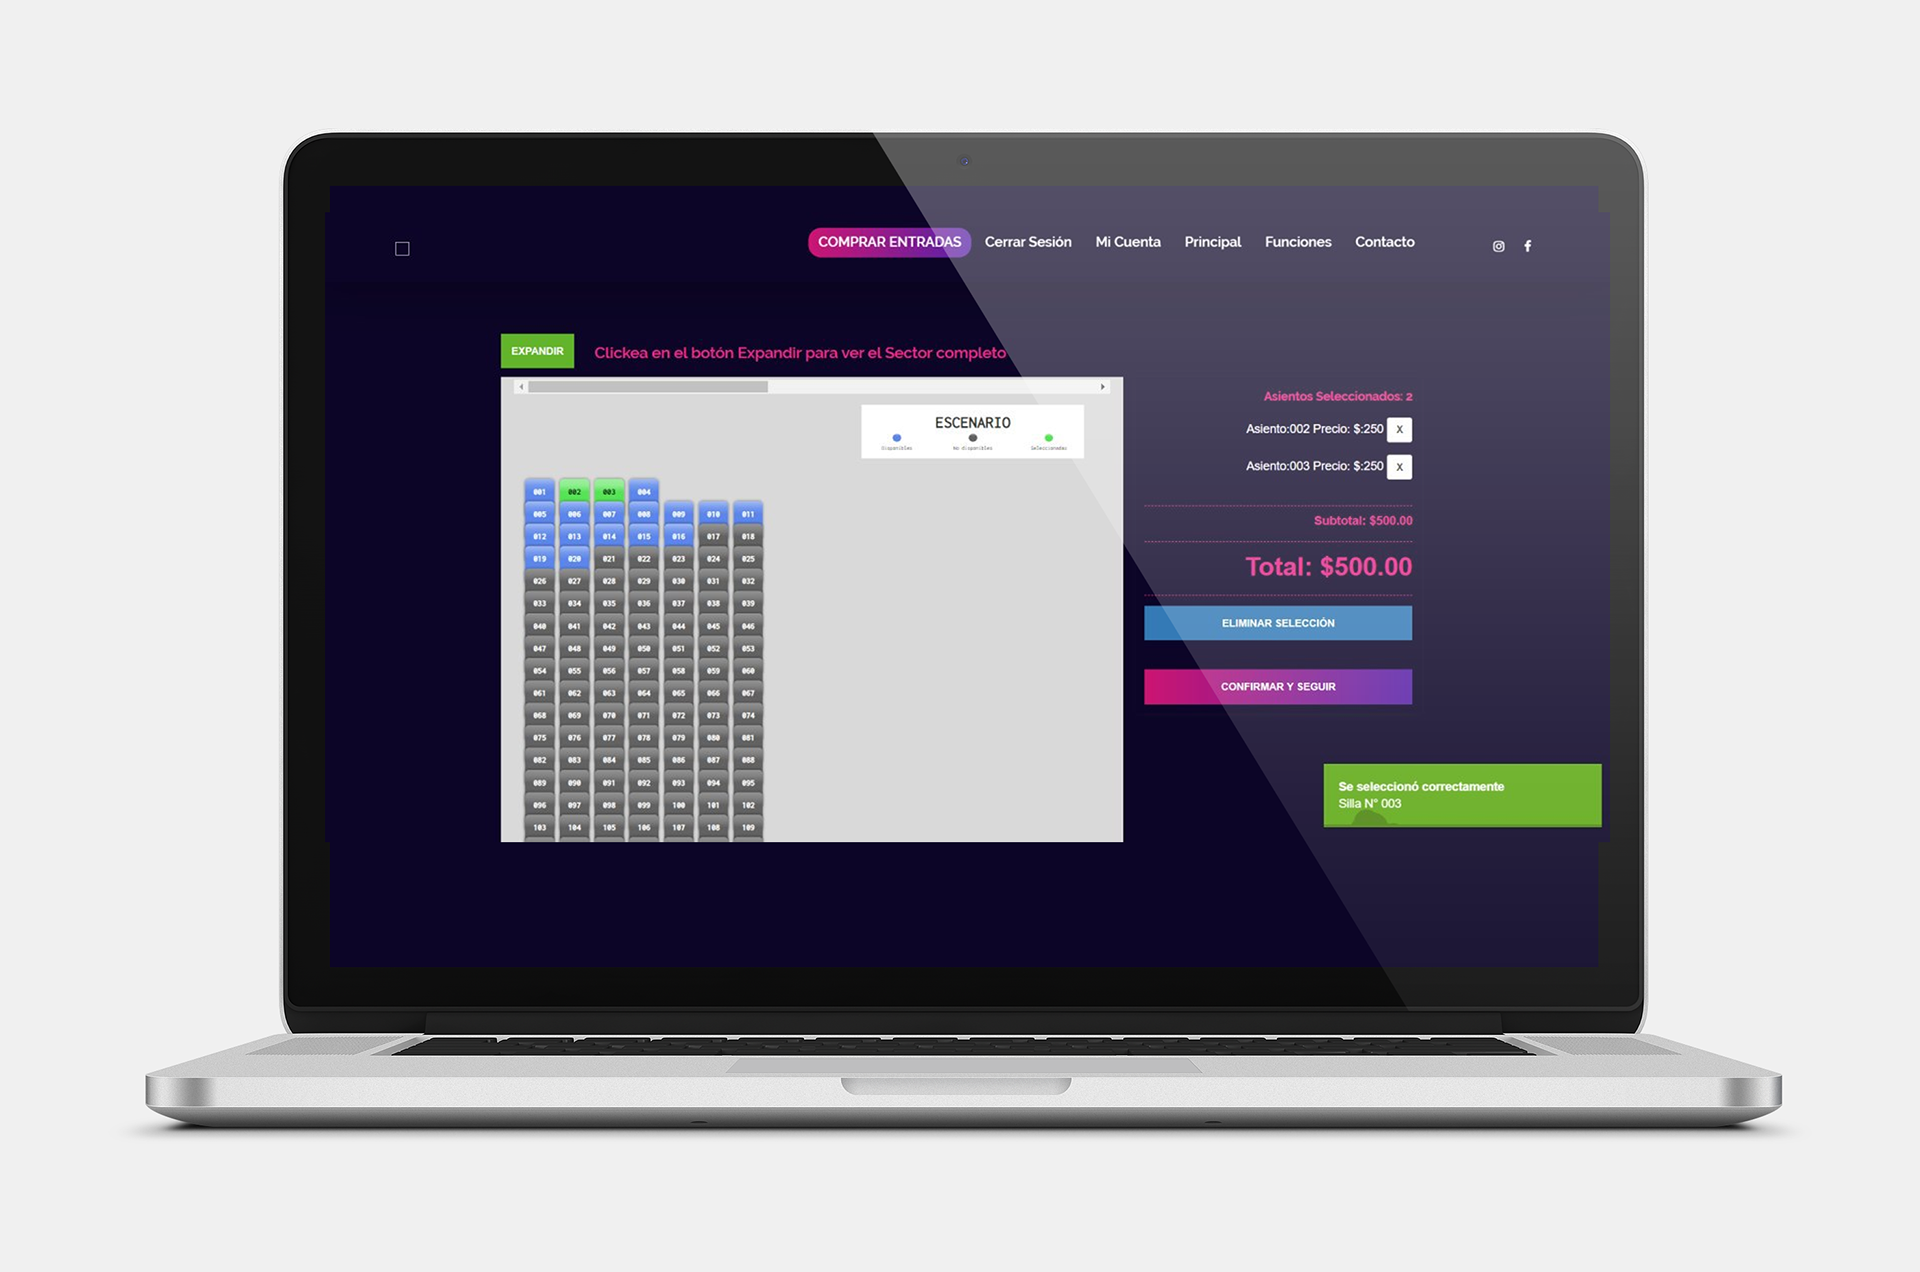 COMPRAR ENTRADAS Cerrar Sesión Mi Cuenta Principal Funciones Contacto
EXPANDIR Clickea en el botón Expandir para ver el Sector completo
ESCENARIO
Disponibles No disponibles Seleccionadas
001 002 003 004
005 006 007 008 009 010 011
012 013 014 015 016 017 018
019 020 021 022 023 024 025
026 027 028 029 030 031 032
033 034 035 036 037 038 039
040 041 042 043 044 045 046
047 048 049 050 051 052 053
054 055 056 057 058 059 060
061 062 063 064 065 066 067
068 069 070 071 072 073 074
075 076 077 078 079 080 081
082 083 084 085 086 087 088
089 090 091 092 093 094 095
096 097 098 099 100 101 102
103 104 105 106 107 108 109
Asientos Seleccionados: 2
Asiento:002 Precio: $:250 X
Asiento:003 Precio: $:250 X
Subtotal: $500.00
Total: $500.00
ELIMINAR SELECCIÓN
CONFIRMAR Y SEGUIR
Se seleccionó correctamente
Silla N° 003